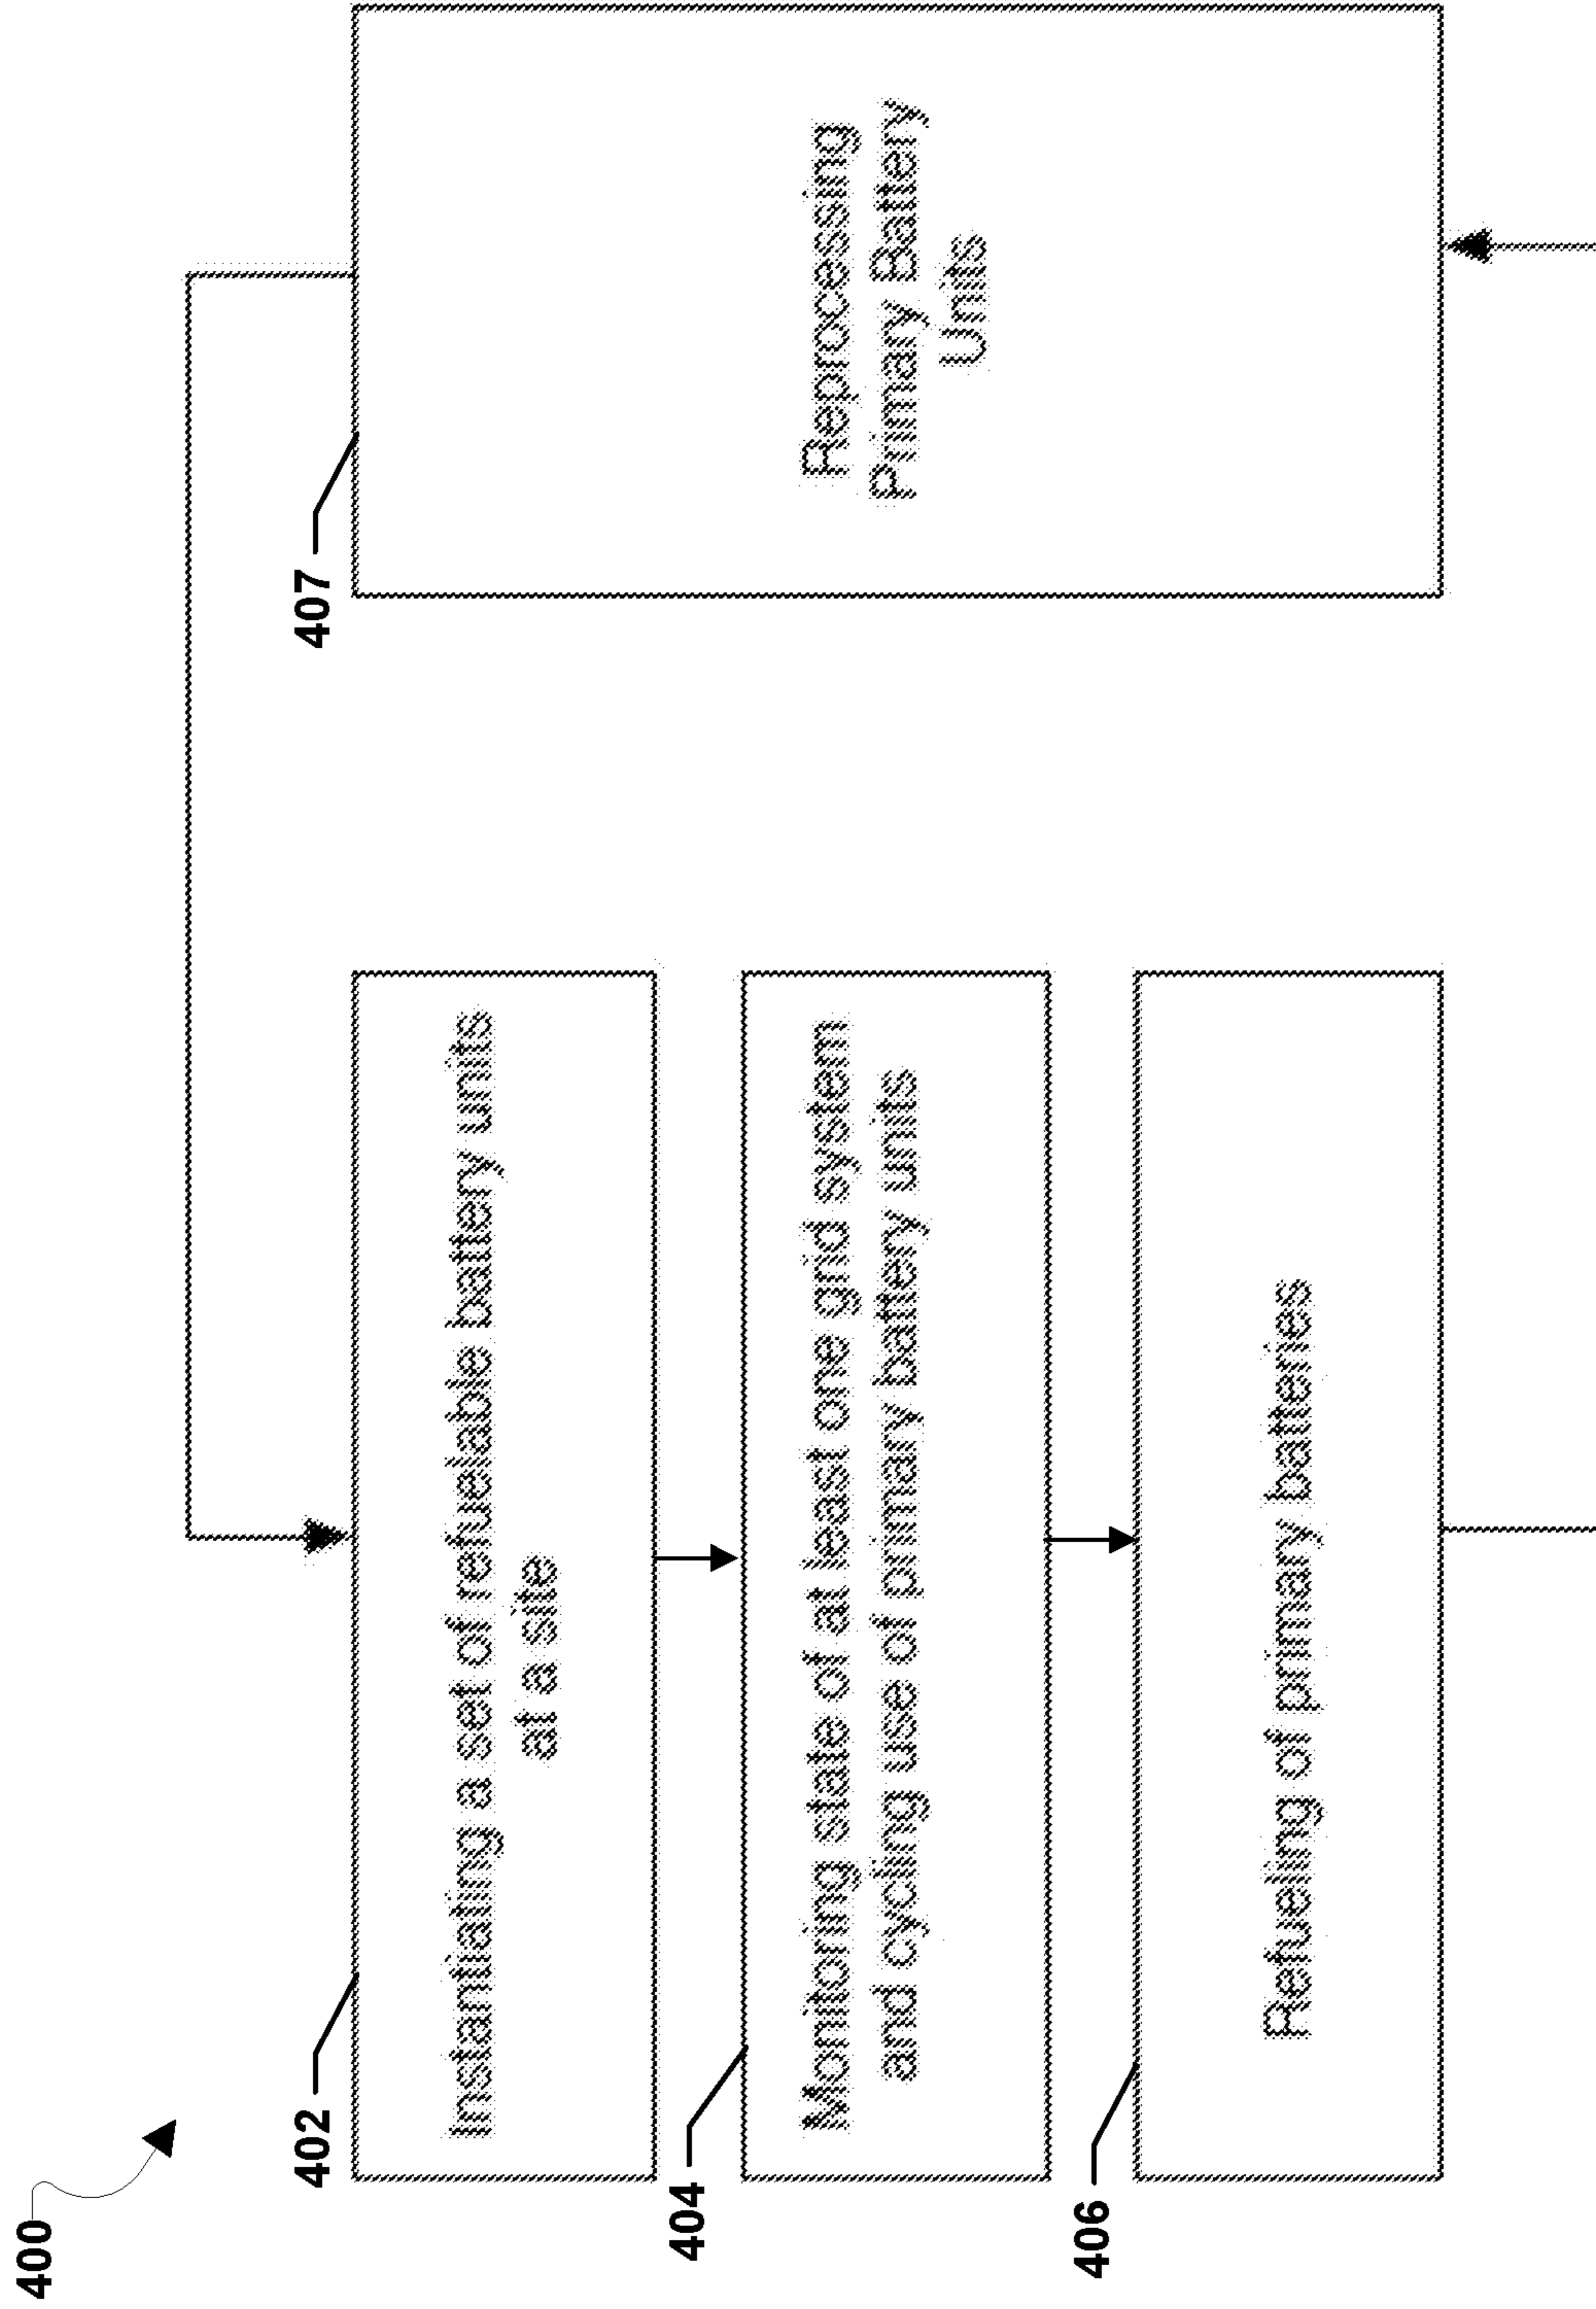 400
402
Instantiating a set of refuelable battery units
at a site
404
Monitoring state of at least one grid system
and cycling use of primary battery units
406
Refueling of primary batteries
407
Reprocessing
Primary Battery
Units